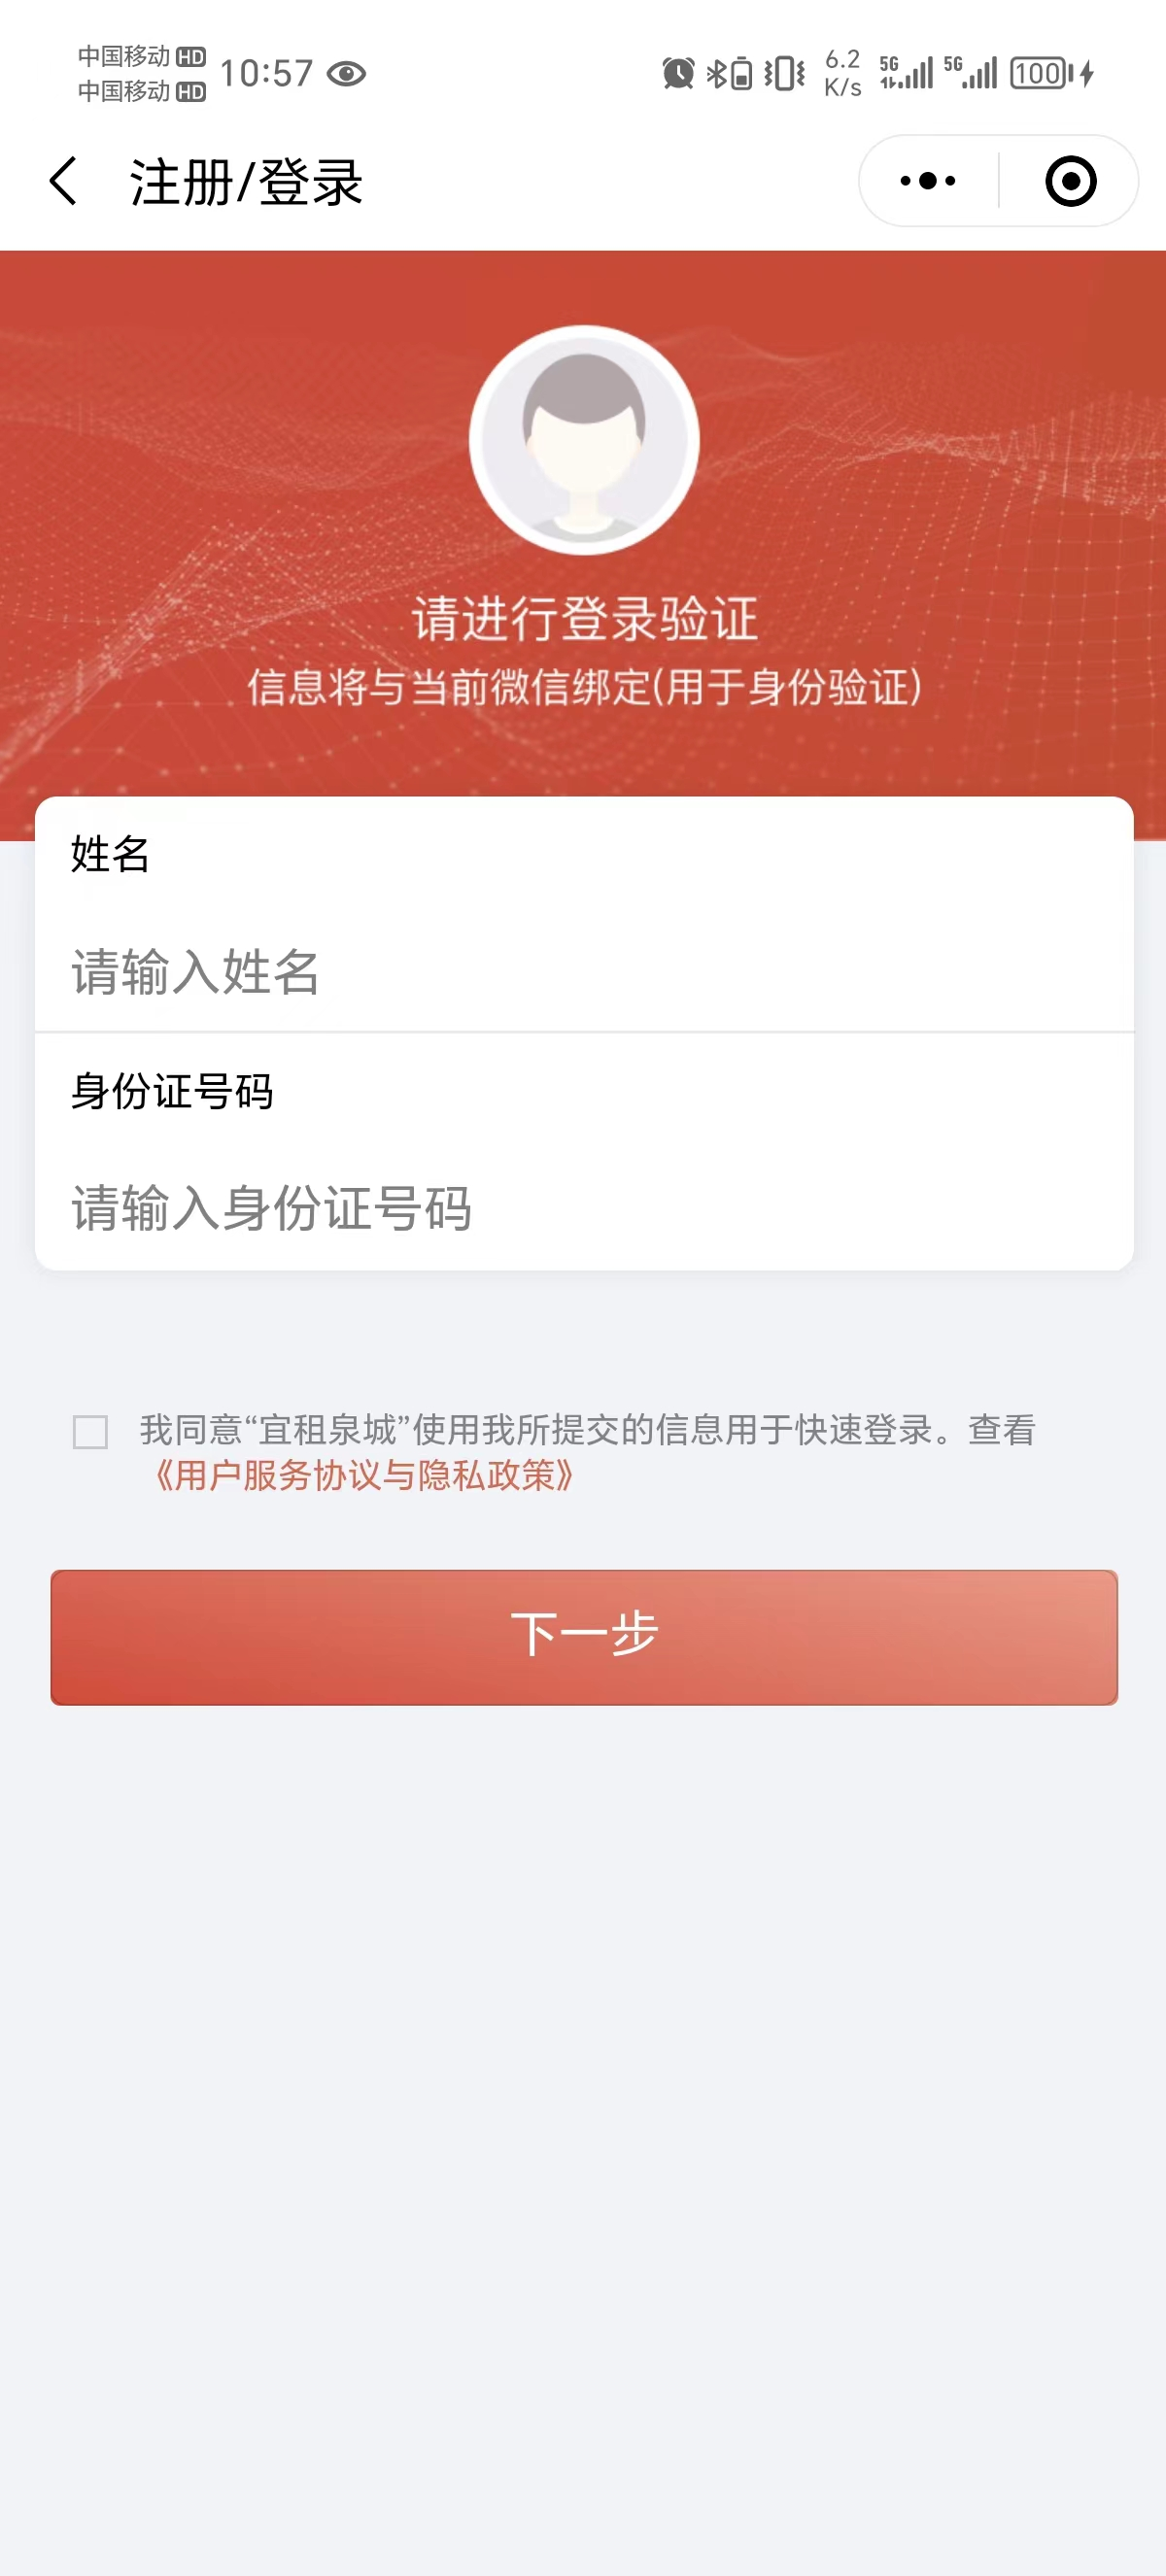 中国移动 HD
中国移动 HD
10:57
6.2
K/s
5G
5G
100
注册/登录
请进行登录验证
信息将与当前微信绑定(用于身份验证)
姓名
请输入姓名
身份证号码
请输入身份证号码
我同意“宜租泉城”使用我所提交的信息用于快速登录。查看
《用户服务协议与隐私政策》
下一步